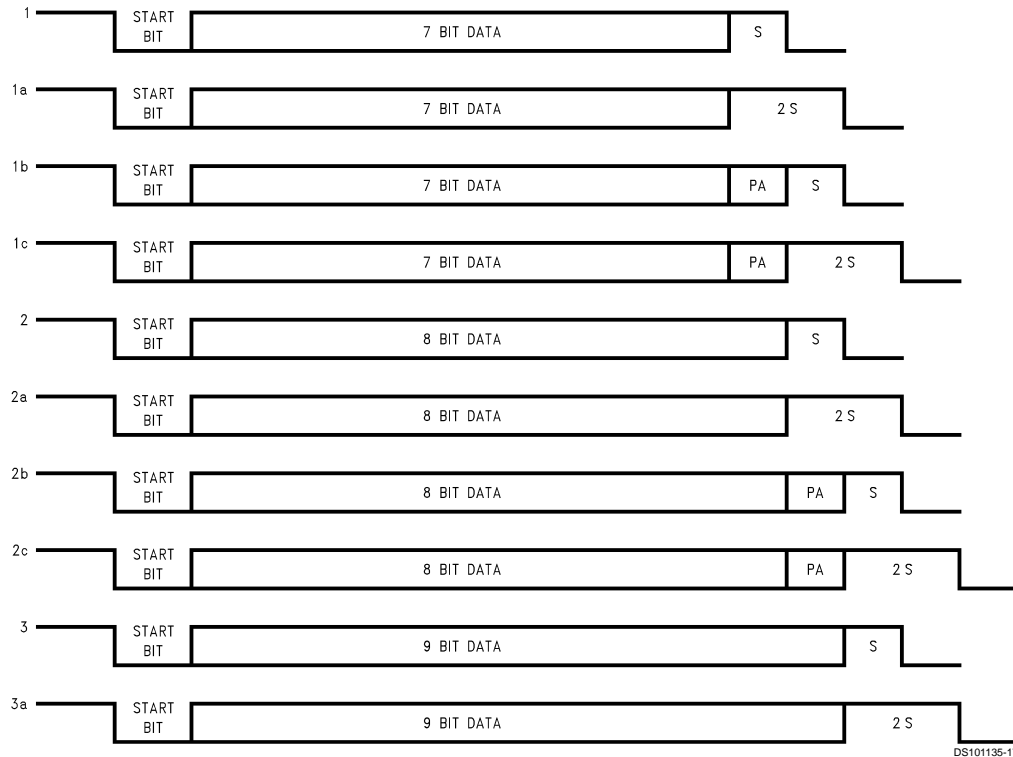 1 START BIT 7 BIT DATA S
1a START BIT 7 BIT DATA 2 S
1b START BIT 7 BIT DATA PA S
1c START BIT 7 BIT DATA PA 2 S
2 START BIT 8 BIT DATA S
2a START BIT 8 BIT DATA 2 S
2b START BIT 8 BIT DATA PA S
2c START BIT 8 BIT DATA PA 2 S
3 START BIT 9 BIT DATA S
3a START BIT 9 BIT DATA 2 S